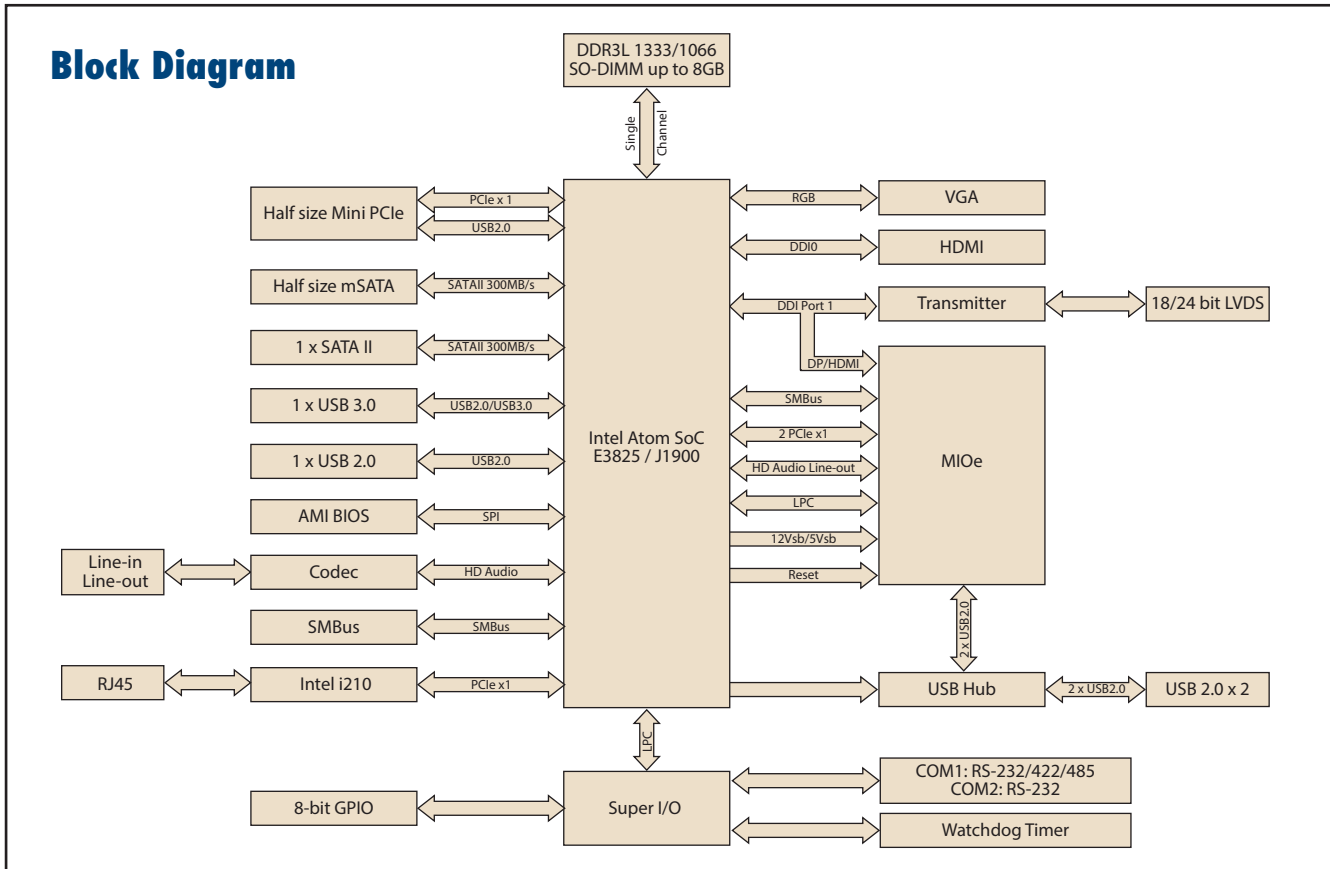 Block Diagram
DDR3L 1333/1066
SO-DIMM up to 8GB
Single
Channel
Half size Mini PCIe
PCIe x 1
USB2.0
Half size mSATA
SATAII 300MB/s
1 x SATA II
SATAII 300MB/s
1 x USB 3.0
USB2.0/USB3.0
1 x USB 2.0
USB2.0
AMI BIOS
SPI
Line-in
Line-out
Codec
HD Audio
SMBus
SMBus
RJ45
Intel i210
PCIe x1
Intel Atom SoC
E3825 / J1900
RGB
VGA
DDI0
HDMI
DDI Port 1
Transmitter
18/24 bit LVDS
DP/HDMI
SMBus
2 PCIe x1
HD Audio Line-out
LPC
12Vsb/5Vsb
Reset
MIOe
2 x USB2.0
USB Hub
2 x USB2.0
USB 2.0 x 2
LPC
8-bit GPIO
Super I/O
COM1: RS-232/422/485
COM2: RS-232
Watchdog Timer